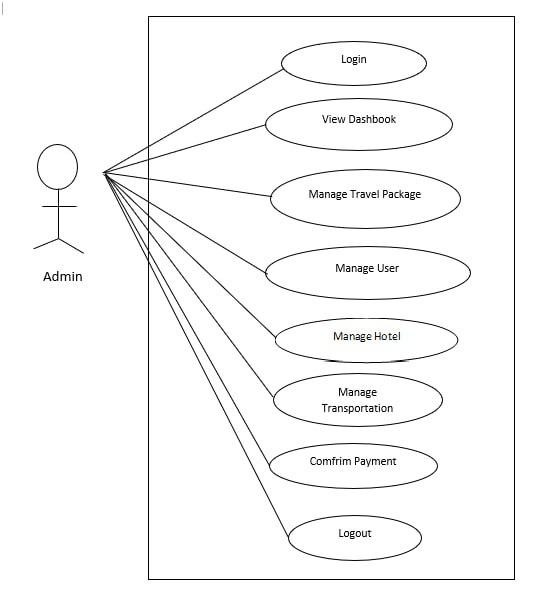 Login
View Dashbook
Manage Travel Package
Manage User
Admin
Manage Hotel
Manage
Transportation
Comfrim Payment
Logout